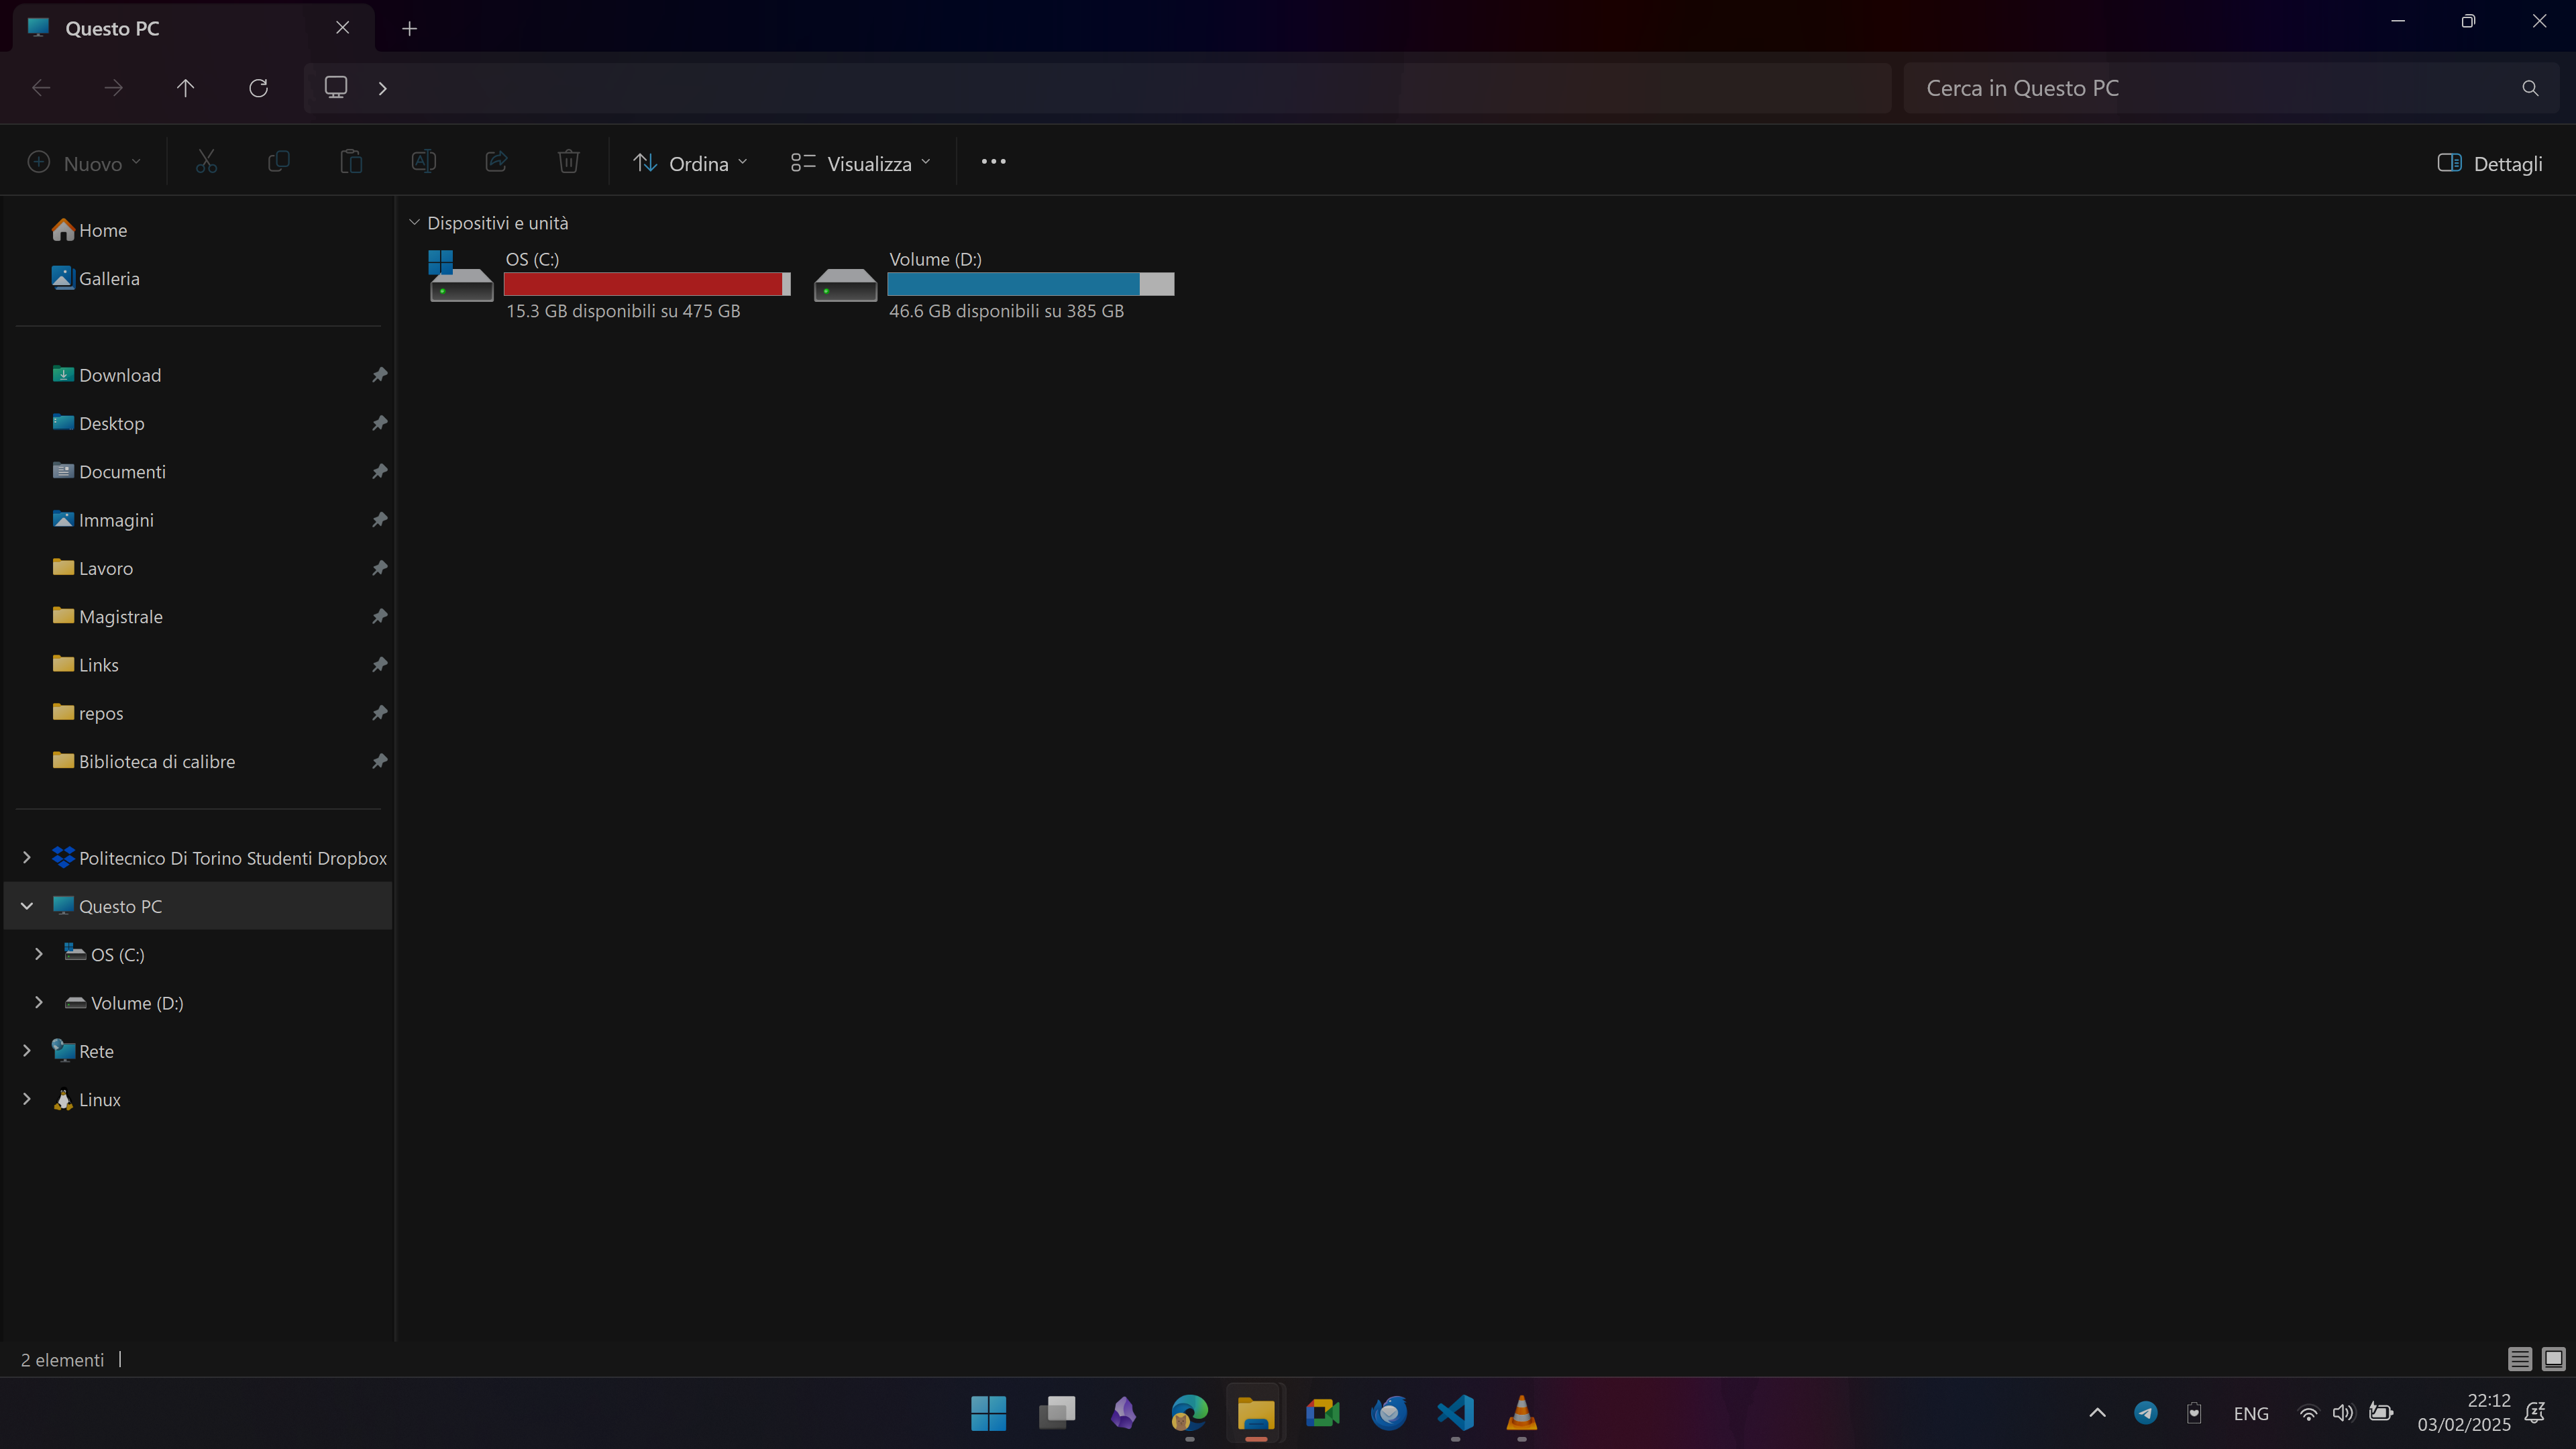 Questo PC
Cerca in Questo PC
Nuovo
Ordina
Visualizza
Dettagli
Home
Galleria
Download
Desktop
Documenti
Immagini
Lavoro
Magistrale
Links
repos
Biblioteca di calibre
Politecnico Di Torino Studenti Dropbox
Questo PC
OS (C:)
Volume (D:)
Rete
Linux
Dispositivi e unità
OS (C:)
15.3 GB disponibili su 475 GB
Volume (D:)
46.6 GB disponibili su 385 GB
2 elementi
ENG
22:12
03/02/2025